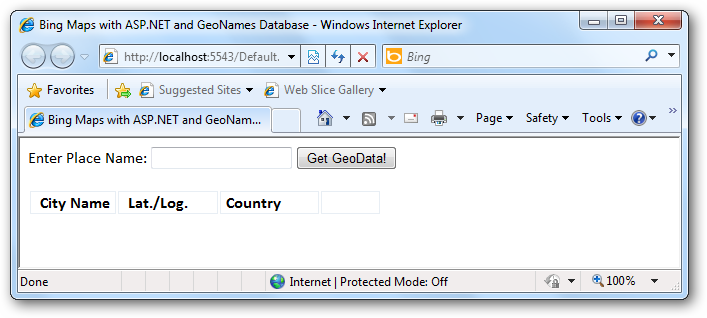 Bing Maps with ASP.NET and GeoNames Database - Windows Internet Explorer
http://localhost:5543/Default. Bing
Favorites Suggested Sites Web Slice Gallery
Bing Maps with ASP.NET and GeoNam... Page Safety Tools
Enter Place Name: Get GeoData!
City Name Lat./Log. Country
Done Internet | Protected Mode: Off 100%